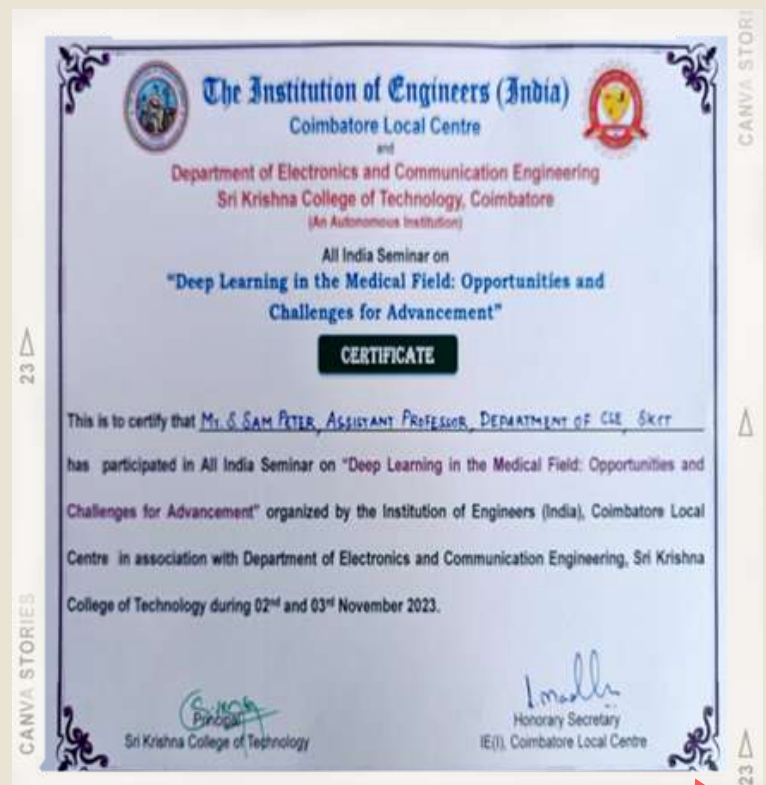 The Institution of Engineers (India)
Coimbatore Local Centre
and
Department of Electronics and Communication Engineering
Sri Krishna College of Technology, Coimbatore
(An Autonomous Institution)
All India Seminar on
"Deep Learning in the Medical Field: Opportunities and
Challenges for Advancement"
CERTIFICATE
This is to certify that Mr. S SAM PETER, ASSISTANT PROFESSOR, DEPARTMENT OF CSE, SKCT
has participated in All India Seminar on "Deep Learning in the Medical Field: Opportunities and
Challenges for Advancement" organized by the Institution of Engineers (India), Coimbatore Local
Centre in association with Department of Electronics and Communication Engineering, Sri Krishna
College of Technology during 02nd and 03rd November 2023.
Principal
Sri Krishna College of Technology
Honorary Secretary
IE(I), Coimbatore Local Centre
CANVA STORIES
23
CANVA STORI
23